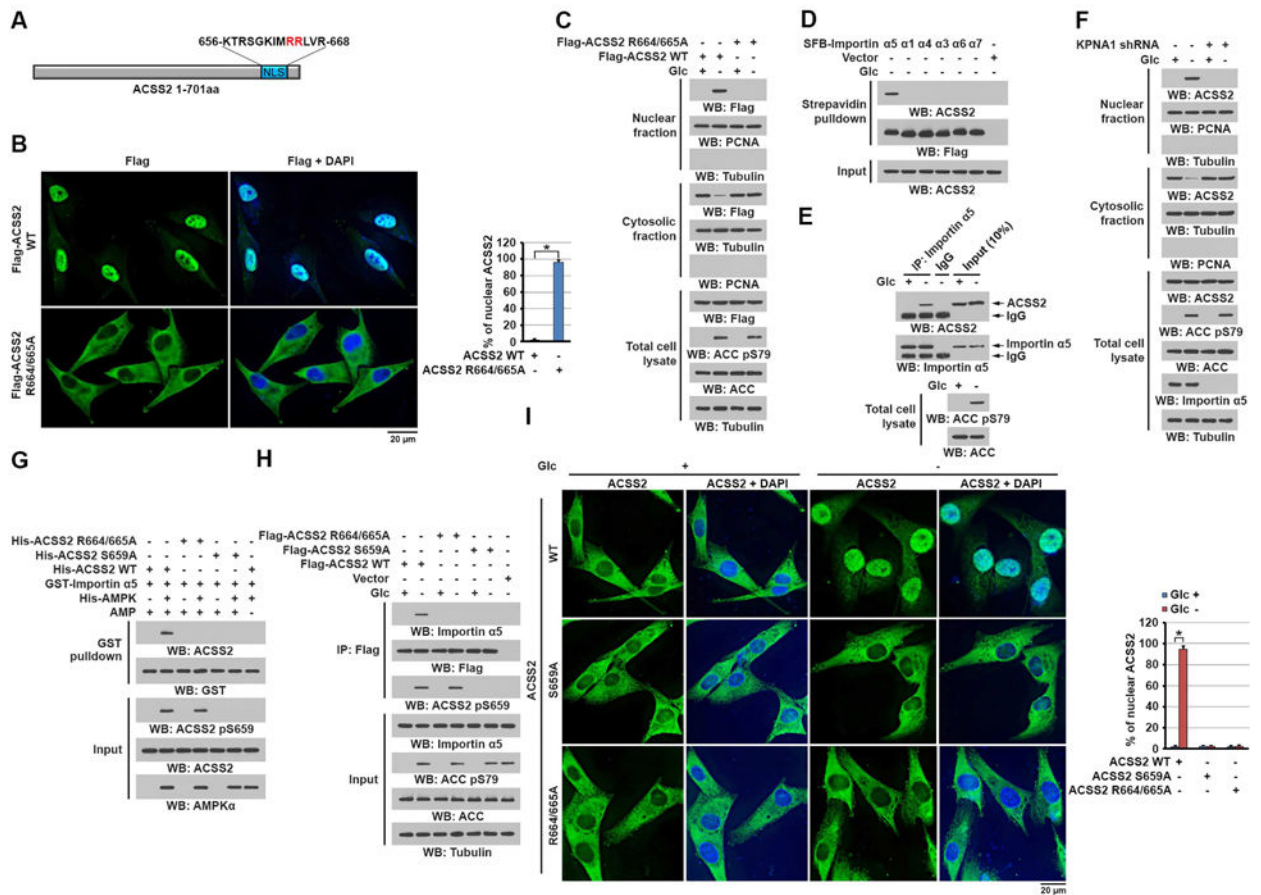 A
656-KTRSGKIMRRLVR-668
NLS
ACSS2 1-701aa
B
Flag
Flag + DAPI
Flag-ACSS2
WT
Flag-ACSS2
R664/665A
20 µm
% of nuclear ACSS2
120
100
80
60
40
20
0
*
ACSS2 WT + -
ACSS2 R664/665A - +
C
Flag-ACSS2 R664/665A - - + +
Flag-ACSS2 WT + + - -
Glc + - + -
Nuclear
fraction
WB: Flag
WB: PCNA
WB: Tubulin
Cytosolic
fraction
WB: Flag
WB: Tubulin
WB: PCNA
Total cell
lysate
WB: Flag
WB: ACC pS79
WB: ACC
WB: Tubulin
D
SFB-Importin α5 α1 α4 α3 α6 α7 -
Vector - - - - - - +
Glc - - - - - - -
Strepavidin
pulldown
WB: ACSS2
WB: Flag
Input
WB: ACSS2
E
IP: Importin α5
IgG
Input (10%)
Glc + - - + -
ACSS2
IgG
WB: ACSS2
Importin α5
IgG
WB: Importin α5
Glc + -
Total cell
lysate
WB: ACC pS79
WB: ACC
F
KPNA1 shRNA - - + +
Glc + - + -
Nuclear
fraction
WB: ACSS2
WB: PCNA
WB: Tubulin
Cytosolic
fraction
WB: ACSS2
WB: Tubulin
WB: PCNA
Total cell
lysate
WB: ACSS2
WB: ACC pS79
WB: ACC
WB: Importin α5
WB: Tubulin
G
His-ACSS2 R664/665A - - + + - - -
His-ACSS2 S659A - - - - + + -
His-ACSS2 WT + + - - - - +
GST-Importin α5 + + + + + + -
His-AMPK - + - + - + +
AMP + + + + + + +
GST
pulldown
WB: ACSS2
WB: GST
Input
WB: ACSS2 pS659
WB: ACSS2
WB: AMPKα
H
Flag-ACSS2 R664/665A - - + + - - -
Flag-ACSS2 S659A - - - - + + -
Flag-ACSS2 WT + + - - - - -
Vector - - - - - - +
Glc + - + - + - -
IP: Flag
WB: Importin α5
WB: Flag
WB: ACSS2 pS659
Input
WB: Importin α5
WB: ACC pS79
WB: ACC
WB: Tubulin
I
Glc + -
ACSS2
ACSS2 + DAPI
ACSS2
ACSS2 + DAPI
ACSS2
WT
S659A
R664/665A
20 µm
Glc +
Glc -
% of nuclear ACSS2
120
100
80
60
40
20
0
*
ACSS2 WT + - -
ACSS2 S659A - + -
ACSS2 R664/665A - - +